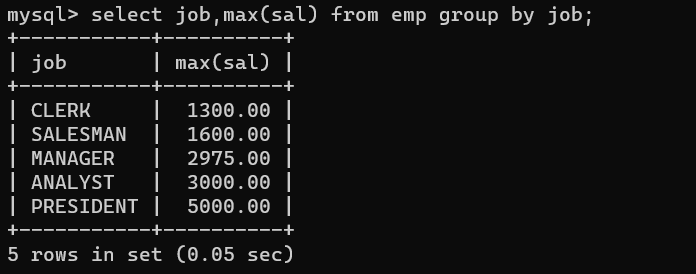 mysql> select job,max(sal) from emp group by job;
+-----------+----------+
| job       | max(sal) |
+-----------+----------+
| CLERK     |  1300.00 |
| SALESMAN  |  1600.00 |
| MANAGER   |  2975.00 |
| ANALYST   |  3000.00 |
| PRESIDENT |  5000.00 |
+-----------+----------+
5 rows in set (0.05 sec)